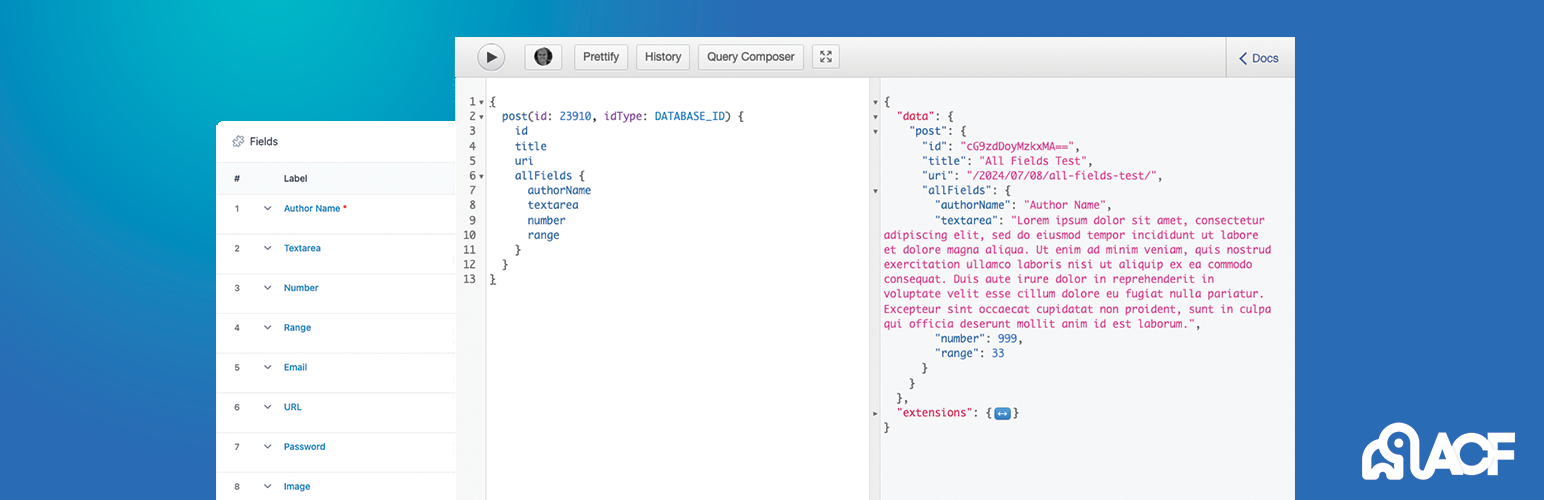 Fields
# Label
1 Author Name *
2 Textarea
3 Number
4 Range
5 Email
6 URL
7 Password
8 Image
Prettify History Query Composer Docs
1 {
2 post(id: 23910, idType: DATABASE_ID) {
3 id
4 title
5 uri
6 allFields {
7 authorName
8 textarea
9 number
10 range
11 }
12 }
13 }
{
"data": {
"post": {
"id": "cG9zdDoyMzkxMA==",
"title": "All Fields Test",
"uri": "/2024/07/08/all-fields-test/",
"allFields": {
"authorName": "Author Name",
"textarea": "Lorem ipsum dolor sit amet, consectetur
adipiscing elit, sed do eiusmod tempor incididunt ut labore
et dolore magna aliqua. Ut enim ad minim veniam, quis nostrud
exercitation ullamco laboris nisi ut aliquip ex ea commodo
consequat. Duis aute irure dolor in reprehenderit in
voluptate velit esse cillum dolore eu fugiat nulla pariatur.
Excepteur sint occaecat cupidatat non proident, sunt in culpa
qui officia deserunt mollit anim id est laborum.",
"number": 999,
"range": 33
}
}
},
"extensions": {↔}
}
ACF